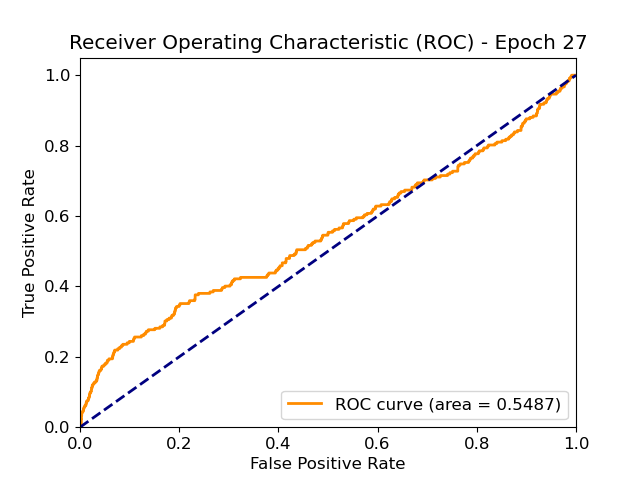 Receiver Operating Characteristic (ROC) - Epoch 27
True Positive Rate
1.0
0.8
0.6
0.4
0.2
0.0
ROC curve (area = 0.5487)
0.0 0.2 0.4 0.6 0.8 1.0
False Positive Rate